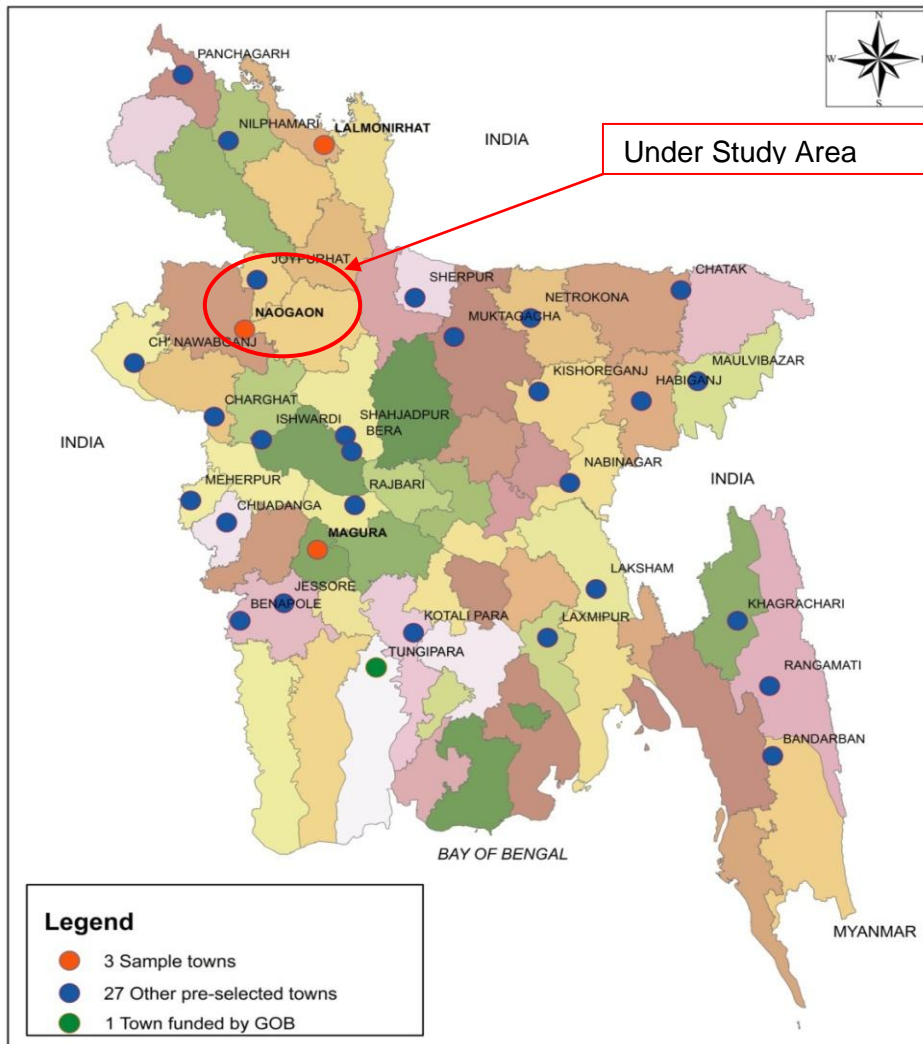 N
W
E
S
PANCHAGARH
NILPHAMARI
LALMONIRHAT
INDIA
Under Study Area
JOYPURHAT
SHERPUR
CHATAK
NETROKONA
NAOGAON
MUKTAGACHA
CH' NAWABGANJ
MAULVIBAZAR
KISHOREGANJ
HABIGANJ
CHARGHAT
ISHWARDI
SHAHJADPUR
BERA
INDIA
NABINAGAR
MEHERPUR
RAJBARI
INDIA
CHUADANGA
MAGURA
LAKSHAM
JESSORE
BENAPOLE
KOTALI PARA
LAXMIPUR
KHAGRACHARI
TUNGIPARA
RANGAMATI
BANDARBAN
BAY OF BENGAL
MYANMAR
Legend
3 Sample towns
27 Other pre-selected towns
1 Town funded by GOB